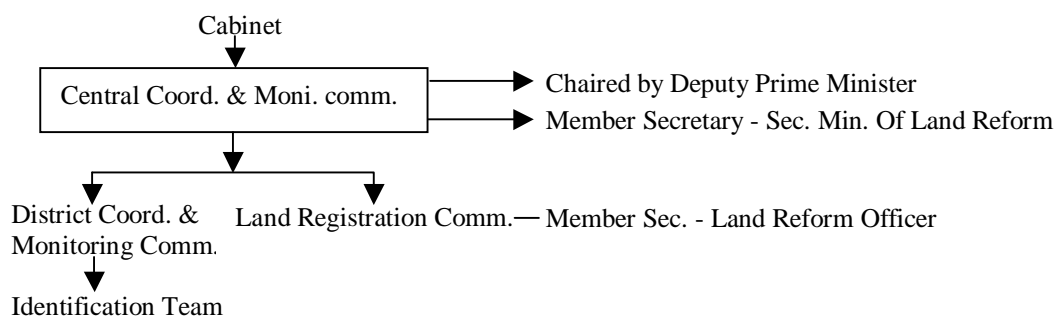 Cabinet
Central Coord. & Moni. comm.
Chaired by Deputy Prime Minister
Member Secretary - Sec. Min. Of Land Reform
District Coord. &
Monitoring Comm.
Land Registration Comm.
Member Sec. - Land Reform Officer
Identification Team